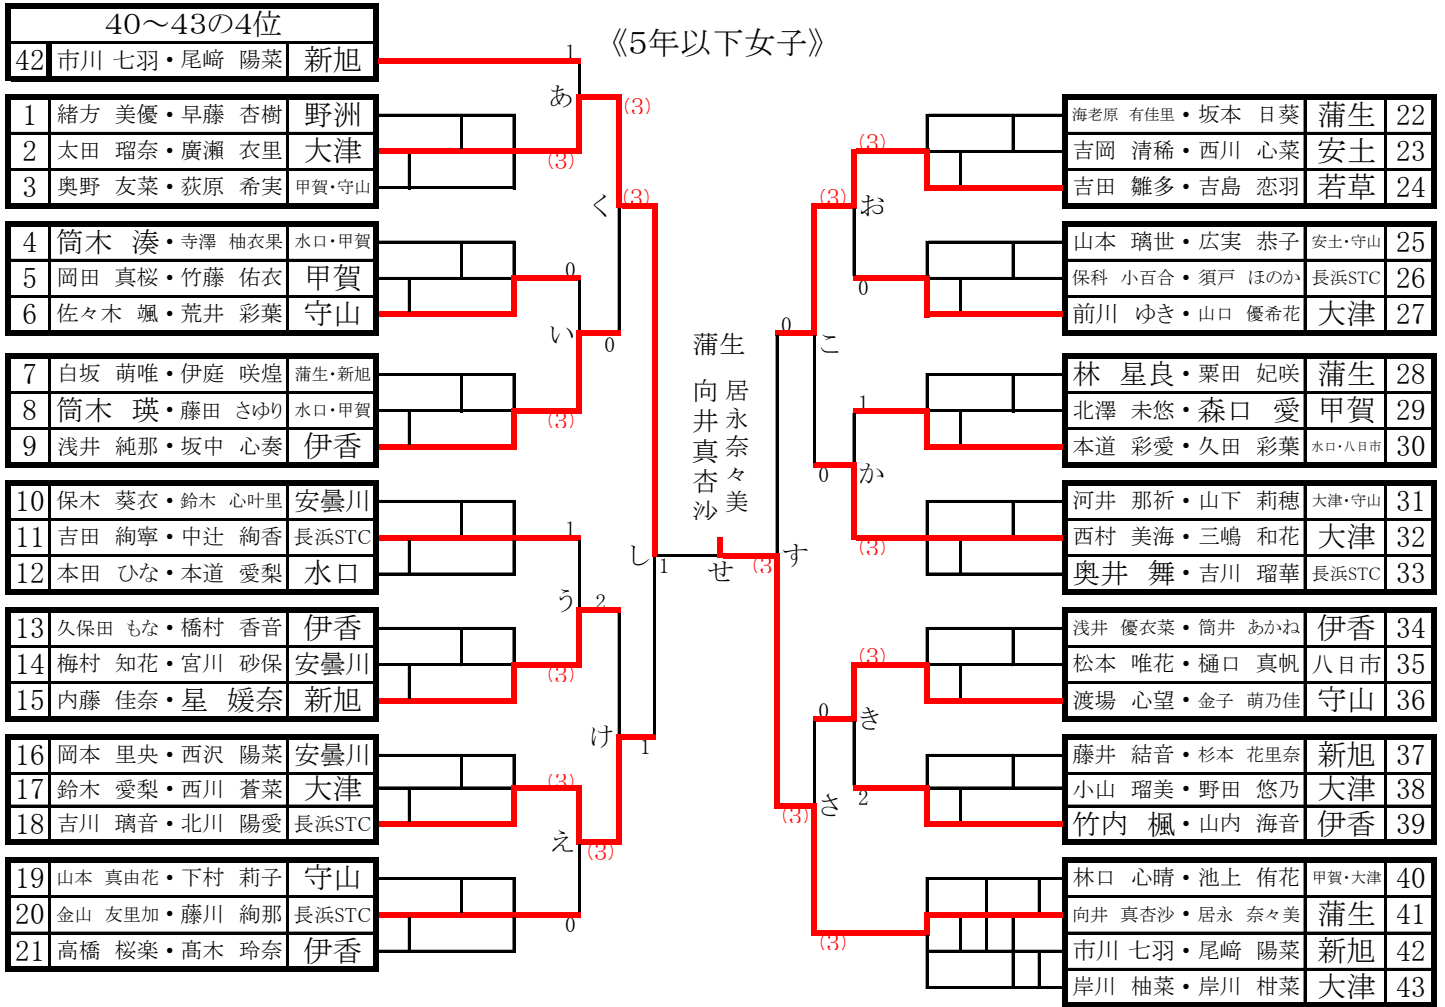 《5年以下女子》
40～43の4位
42 市川 七羽・尾﨑 陽菜 新旭
1 緒方 美優・早藤 杏樹 野洲
2 太田 瑠奈・廣瀬 衣里 大津
3 奥野 友菜・荻原 希実 甲賀・守山
4 筒木 湊・寺澤 柚衣果 水口・甲賀
5 岡田 真桜・竹藤 佑衣 甲賀
6 佐々木 颯・荒井 彩葉 守山
7 白坂 萌唯・伊庭 咲煌 蒲生・新旭
8 筒木 瑛・藤田 さゆり 水口・甲賀
9 浅井 純那・坂中 心奏 伊香
10 保木 葵衣・鈴木 心叶里 安曇川
11 吉田 絢寧・中辻 絢香 長浜STC
12 本田 ひな・本道 愛梨 水口
13 久保田 もな・橋村 香音 伊香
14 梅村 知花・宮川 砂保 安曇川
15 内藤 佳奈・星 媛奈 新旭
16 岡本 里央・西沢 陽菜 安曇川
17 鈴木 愛梨・西川 蒼菜 大津
18 吉川 璃音・北川 陽愛 長浜STC
19 山本 真由花・下村 莉子 守山
20 金山 友里加・藤川 絢那 長浜STC
21 高橋 桜楽・髙木 玲奈 伊香
1
あ
(3)
(3)
く
(3)
0
い
0
(3)
1
う
2
(3)
け
1
(3)
え
(3)
0
し
1
蒲生
向井真杏沙
居永奈々美
せ
(3)
す
(3)
(3)
お
0
0
こ
1
0
か
(3)
(3)
0
き
2
(3)
さ
(3)
海老原 有佳里・坂本 日葵 蒲生 22
吉岡 清稀・西川 心菜 安土 23
吉田 雛多・吉島 恋羽 若草 24
山本 璃世・広実 恭子 安土・守山 25
保科 小百合・須戸 ほのか 長浜STC 26
前川 ゆき・山口 優希花 大津 27
林 星良・栗田 妃咲 蒲生 28
北澤 未悠・森口 愛 甲賀 29
本道 彩愛・久田 彩葉 水口・八日市 30
河井 那祈・山下 莉穂 大津・守山 31
西村 美海・三嶋 和花 大津 32
奥井 舞・吉川 瑠華 長浜STC 33
浅井 優衣菜・筒井 あかね 伊香 34
松本 唯花・樋口 真帆 八日市 35
渡場 心望・金子 萌乃佳 守山 36
藤井 結音・杉本 花里奈 新旭 37
小山 瑠美・野田 悠乃 大津 38
竹内 楓・山内 海音 伊香 39
林口 心晴・池上 侑花 甲賀・大津 40
向井 真杏沙・居永 奈々美 蒲生 41
市川 七羽・尾﨑 陽菜 新旭 42
岸川 柚菜・岸川 柑菜 大津 43